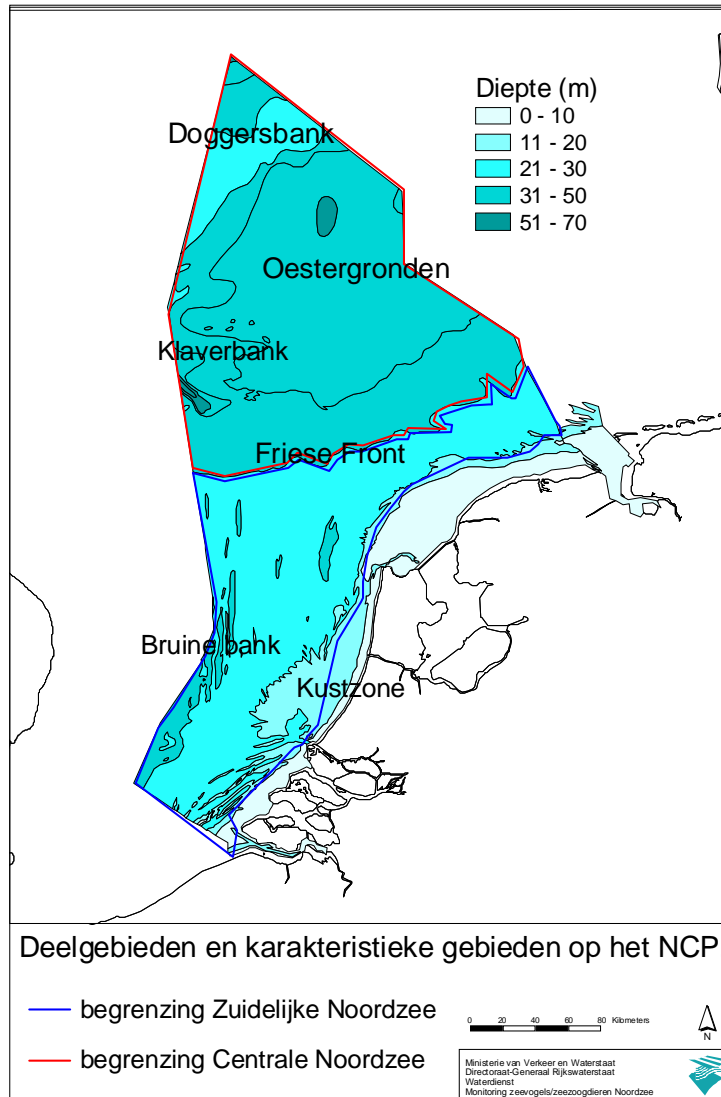 Diepte (m)
0 - 10
11 - 20
21 - 30
31 - 50
51 - 70
Doggersbank
Oestergronden
Klaverbank
Friese Front
Bruine bank
Kustzone
Deelgebieden en karakteristieke gebieden op het NCP
begrenzing Zuidelijke Noordzee
begrenzing Centrale Noordzee
0 20 40 60 80 Kilometers
N
Ministerie van Verkeer en Waterstaat
Directoraat-Generaal Rijkswaterstaat
Waterdienst
Monitoring zeevogels/zeezoogdieren Noordzee